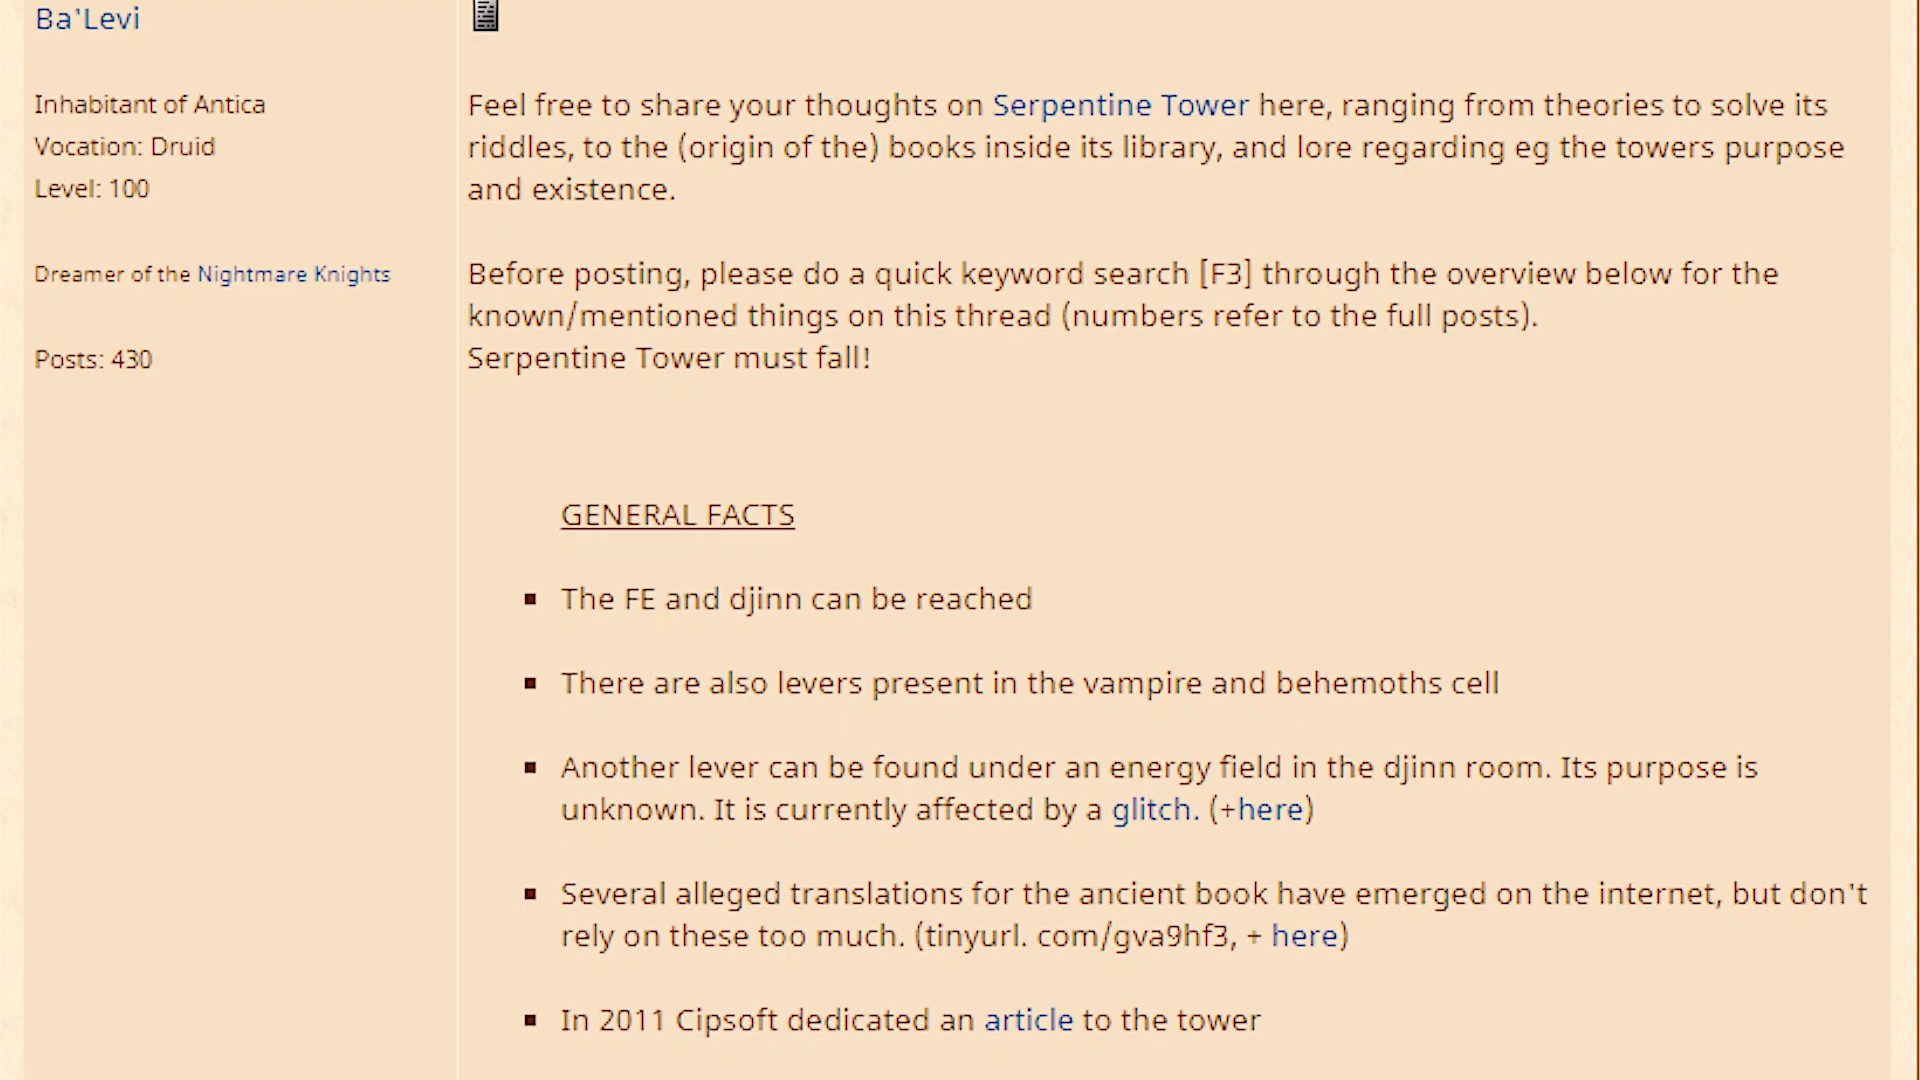 Ba'Levi
Inhabitant of Antica
Vocation: Druid
Level: 100
Dreamer of the Nightmare Knights
Posts: 430
Feel free to share your thoughts on Serpentine Tower here, ranging from theories to solve its
riddles, to the (origin of the) books inside its library, and lore regarding eg the towers purpose
and existence.
Before posting, please do a quick keyword search [F3] through the overview below for the
known/mentioned things on this thread (numbers refer to the full posts).
Serpentine Tower must fall!
GENERAL FACTS
▪ The FE and djinn can be reached
▪ There are also levers present in the vampire and behemoths cell
▪ Another lever can be found under an energy field in the djinn room. Its purpose is
unknown. It is currently affected by a glitch. (+here)
▪ Several alleged translations for the ancient book have emerged on the internet, but don't
rely on these too much. (tinyurl. com/gva9hf3, + here)
▪ In 2011 Cipsoft dedicated an article to the tower